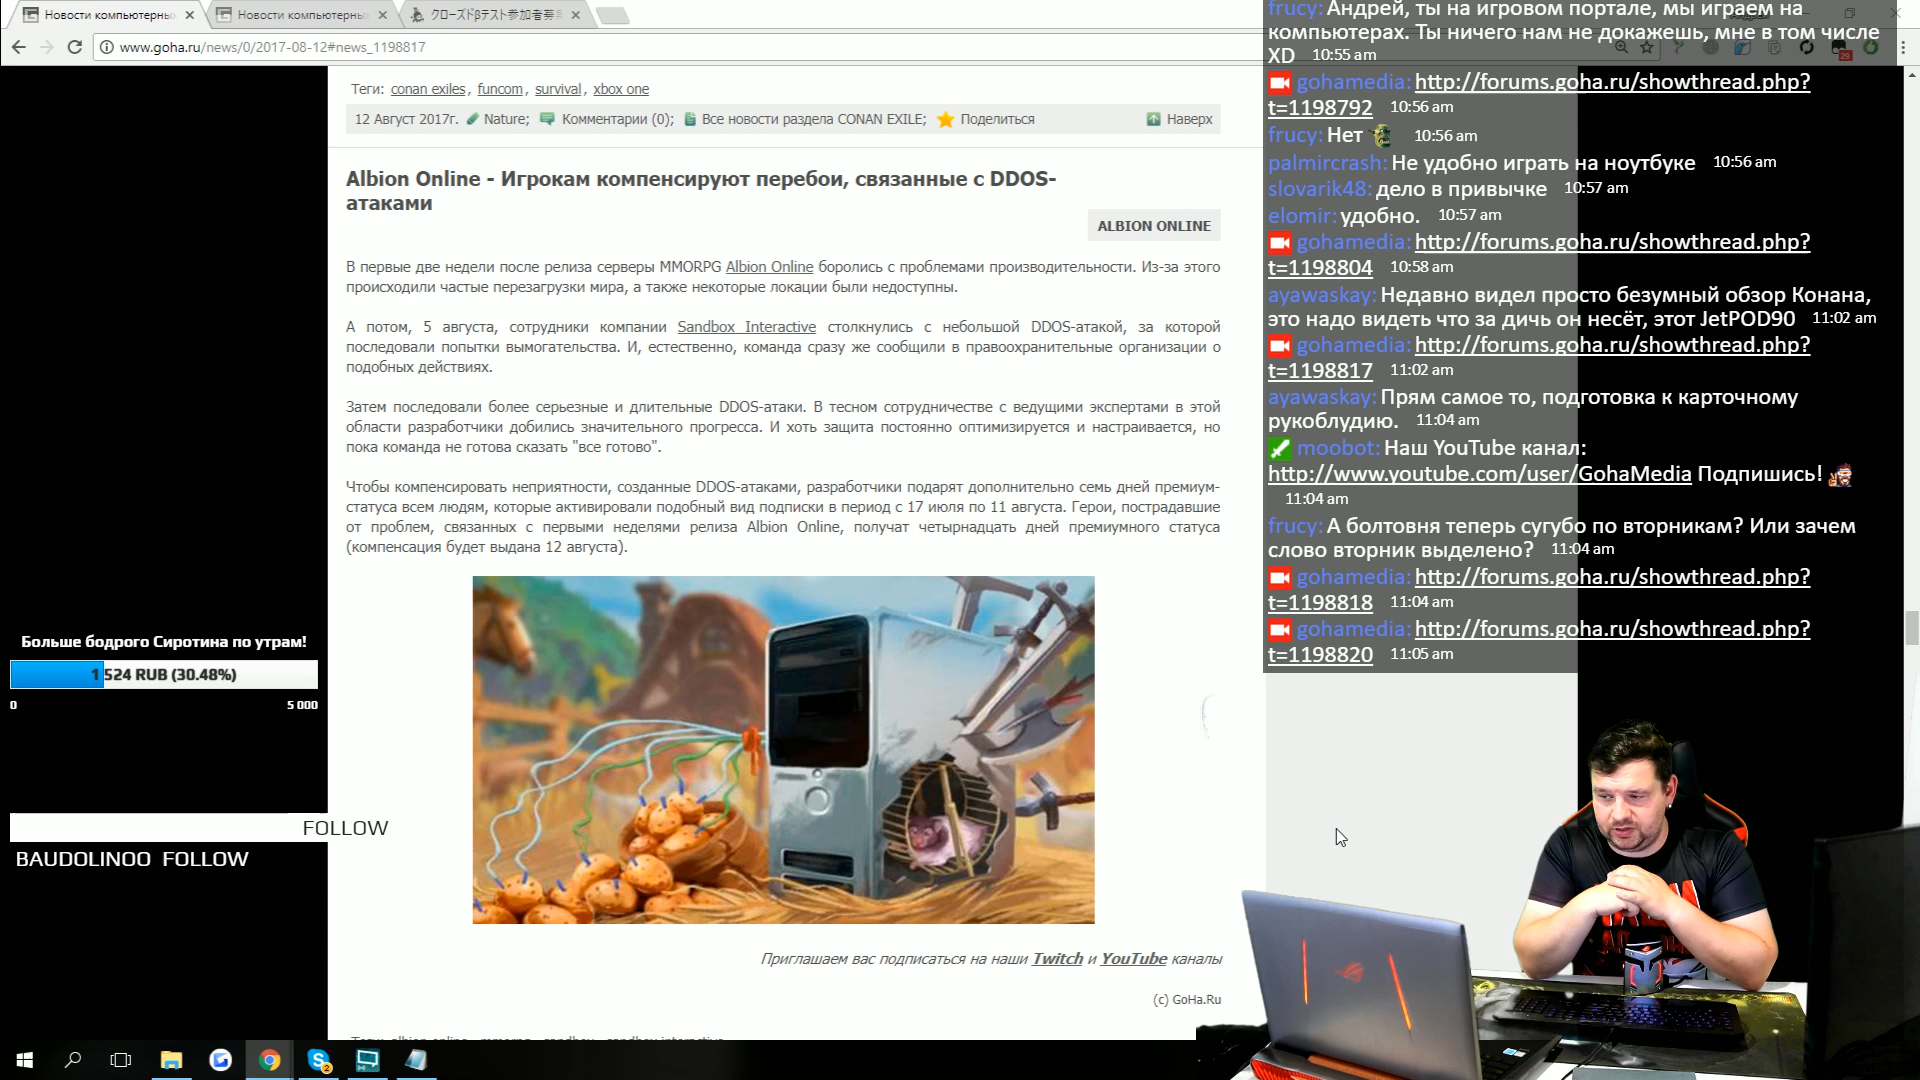 Новости компьютерны
Новости компьютерны
クローズドβテスト参加者募
www.goha.ru/news/0/2017-08-12#news_1198817
Теги: conan exiles, funcom, survival, xbox one
12 Август 2017г. Nature; Комментарии (0); Все новости раздела CONAN EXILE; Поделиться Наверх
Albion Online - Игрокам компенсируют перебои, связанные с DDOS-
атаками
ALBION ONLINE
В первые две недели после релиза серверы MMORPG Albion Online боролись с проблемами производительности. Из-за этого
происходили частые перезагрузки мира, а также некоторые локации были недоступны.
А потом, 5 августа, сотрудники компании Sandbox Interactive столкнулись с небольшой DDOS-атакой, за которой
последовали попытки вымогательства. И, естественно, команда сразу же сообщили в правоохранительные организации о
подобных действиях.
Затем последовали более серьезные и длительные DDOS-атаки. В тесном сотрудничестве с ведущими экспертами в этой
области разработчики добились значительного прогресса. И хоть защита постоянно оптимизируется и настраивается, но
пока команда не готова сказать "все готово".
Чтобы компенсировать неприятности, созданные DDOS-атаками, разработчики подарят дополнительно семь дней премиум-
статуса всем людям, которые активировали подобный вид подписки в период с 17 июля по 11 августа. Герои, пострадавшие
от проблем, связанных с первыми неделями релиза Albion Online, получат четырнадцать дней премиумного статуса
(компенсация будет выдана 12 августа).
Приглашаем вас подписаться на наши Twitch и YouTube каналы
(c) GoHa.Ru
Больше бодрого Сиротина по утрам!
1 524 RUB (30.48%)
0 5 000
FOLLOW
BAUDOLINOO FOLLOW
frucy: Андрей, ты на игровом портале, мы играем на
компьютерах. Ты ничего нам не докажешь, мне в том числе
XD 10:55 am
gohamedia: http://forums.goha.ru/showthread.php?
t=1198792 10:56 am
frucy: Нет 10:56 am
palmircrash: Не удобно играть на ноутбуке 10:56 am
slovarik48: дело в привычке 10:57 am
elomir: удобно. 10:57 am
gohamedia: http://forums.goha.ru/showthread.php?
t=1198804 10:58 am
ayawaskay: Недавно видел просто безумный обзор Конана,
это надо видеть что за дичь он несёт, этот JetPOD90 11:02 am
gohamedia: http://forums.goha.ru/showthread.php?
t=1198817 11:02 am
ayawaskay: Прям самое то, подготовка к карточному
рукоблудию. 11:04 am
moobot: Наш YouTube канал:
http://www.youtube.com/user/GohaMedia Подпишись!
11:04 am
frucy: А болтовня теперь сугубо по вторникам? Или зачем
слово вторник выделено? 11:04 am
gohamedia: http://forums.goha.ru/showthread.php?
t=1198818 11:04 am
gohamedia: http://forums.goha.ru/showthread.php?
t=1198820 11:05 am